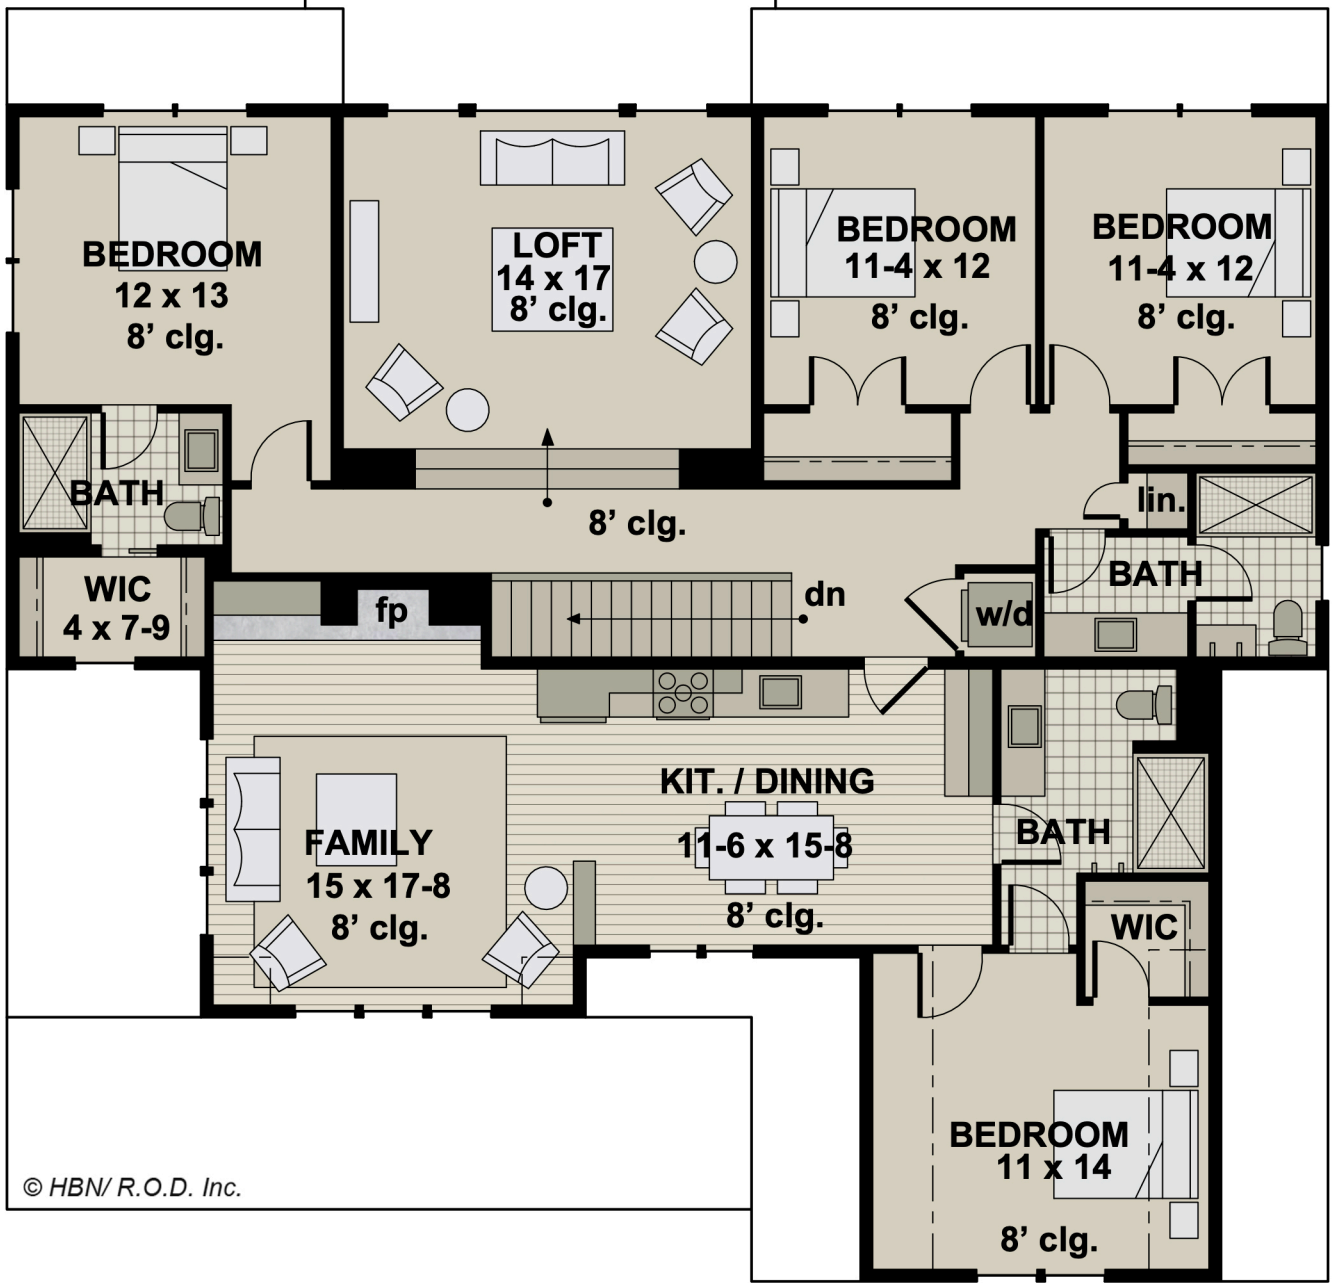 BEDROOM
12 x 13
8’ clg.
LOFT
14 x 17
8’ clg.
BEDROOM
11-4 x 12
8’ clg.
BEDROOM
11-4 x 12
8’ clg.
BATH
8’ clg.
lin.
WIC
4 x 7-9
fp
dn
w/d
BATH
KIT. / DINING
11-6 x 15-8
8’ clg.
FAMILY
15 x 17-8
8’ clg.
BATH
WIC
BEDROOM
11 x 14
8’ clg.
© HBN/ R.O.D. Inc.